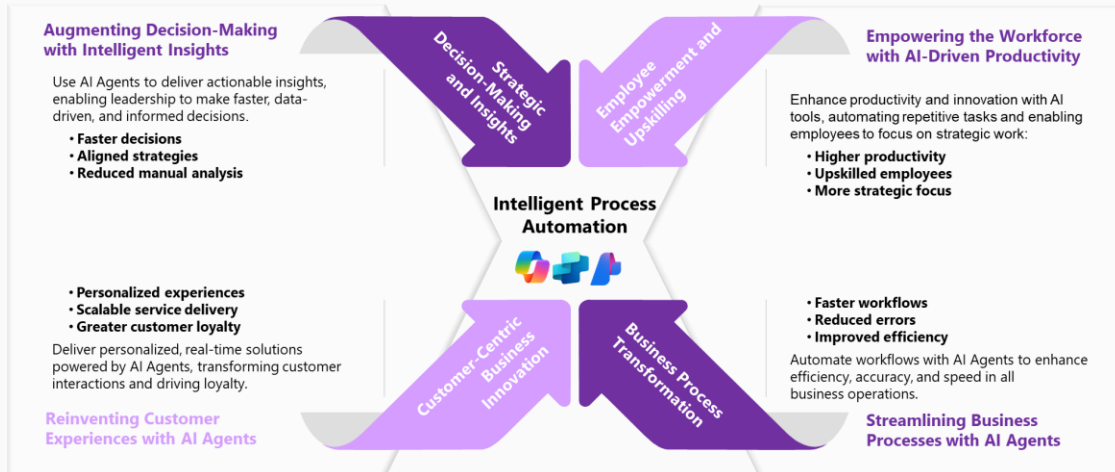 Augmenting Decision-Making
with Intelligent Insights
Use AI Agents to deliver actionable insights,
enabling leadership to make faster, data-
driven, and informed decisions.
• Faster decisions
• Aligned strategies
• Reduced manual analysis
Strategic
Decision-Making
and Insights
Employee
Empowerment and
Upskilling
Empowering the Workforce
with AI-Driven Productivity
Enhance productivity and innovation with AI
tools, automating repetitive tasks and enabling
employees to focus on strategic work:
• Higher productivity
• Upskilled employees
• More strategic focus
Intelligent Process
Automation
• Personalized experiences
• Scalable service delivery
• Greater customer loyalty
Deliver personalized, real-time solutions
powered by AI Agents, transforming customer
interactions and driving loyalty.
Reinventing Customer
Experiences with AI Agents
Customer-Centric
Business
Innovation
Business Process
Transformation
• Faster workflows
• Reduced errors
• Improved efficiency
Automate workflows with AI Agents to enhance
efficiency, accuracy, and speed in all
business operations.
Streamlining Business
Processes with AI Agents